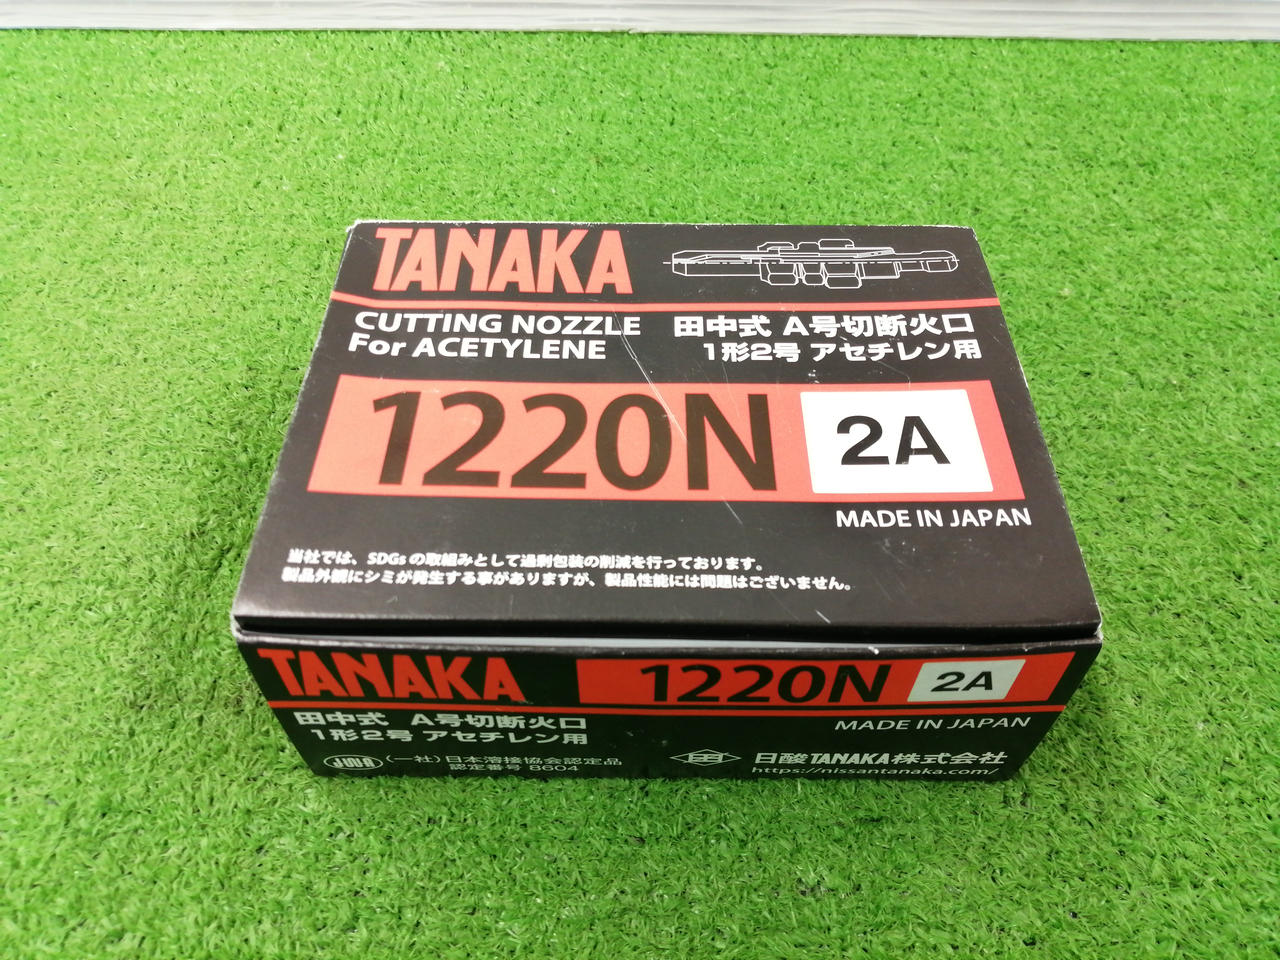 TANAKA
CUTTING NOZZLE
For ACETYLENE
田中式 A号切断火口
1形2号 アセチレン用
1220N 2A
MADE IN JAPAN
当社では、SDGsの取組みとして過剰包装の削減を行っております。
製品外観にシミが発生する事がありますが、製品性能には問題はございません。
TANAKA 1220N 2A
田中式 A号切断火口
1形2号 アセチレン用
MADE IN JAPAN
JWA (一社)日本溶接協会認定品
認定番号 8604
田 日酸TANAKA株式会社
https://nissantanaka.com/